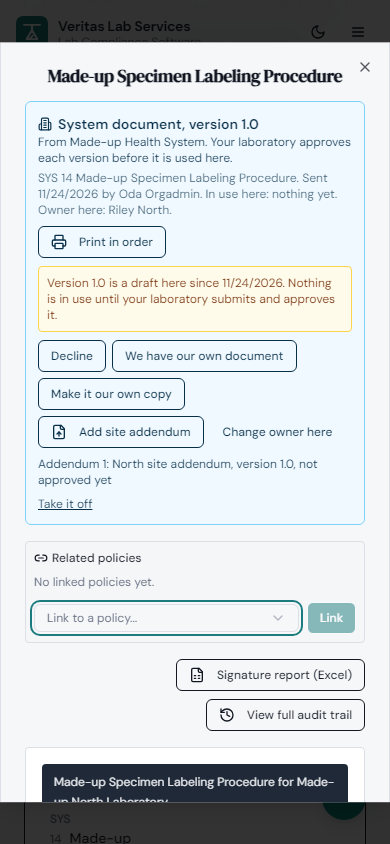 Veritas Lab Services
Lab Compliance Software
Made-up Specimen Labeling Procedure
System document, version 1.0
From Made-up Health System. Your laboratory approves
each version before it is used here.
SYS 14 Made-up Specimen Labeling Procedure. Sent
11/24/2026 by Oda Orgadmin. In use here: nothing yet.
Owner here: Riley North.
Print in order
Version 1.0 is a draft here since 11/24/2026. Nothing
is in use until your laboratory submits and approves
it.
Decline
We have our own document
Make it our own copy
Add site addendum
Change owner here
Addendum 1: North site addendum, version 1.0, not
approved yet
Take it off
Related policies
No linked policies yet.
Link to a policy...
Link
Signature report (Excel)
View full audit trail
Made-up Specimen Labeling Procedure for Made-
up North Laboratory
SYS
14 Made-up